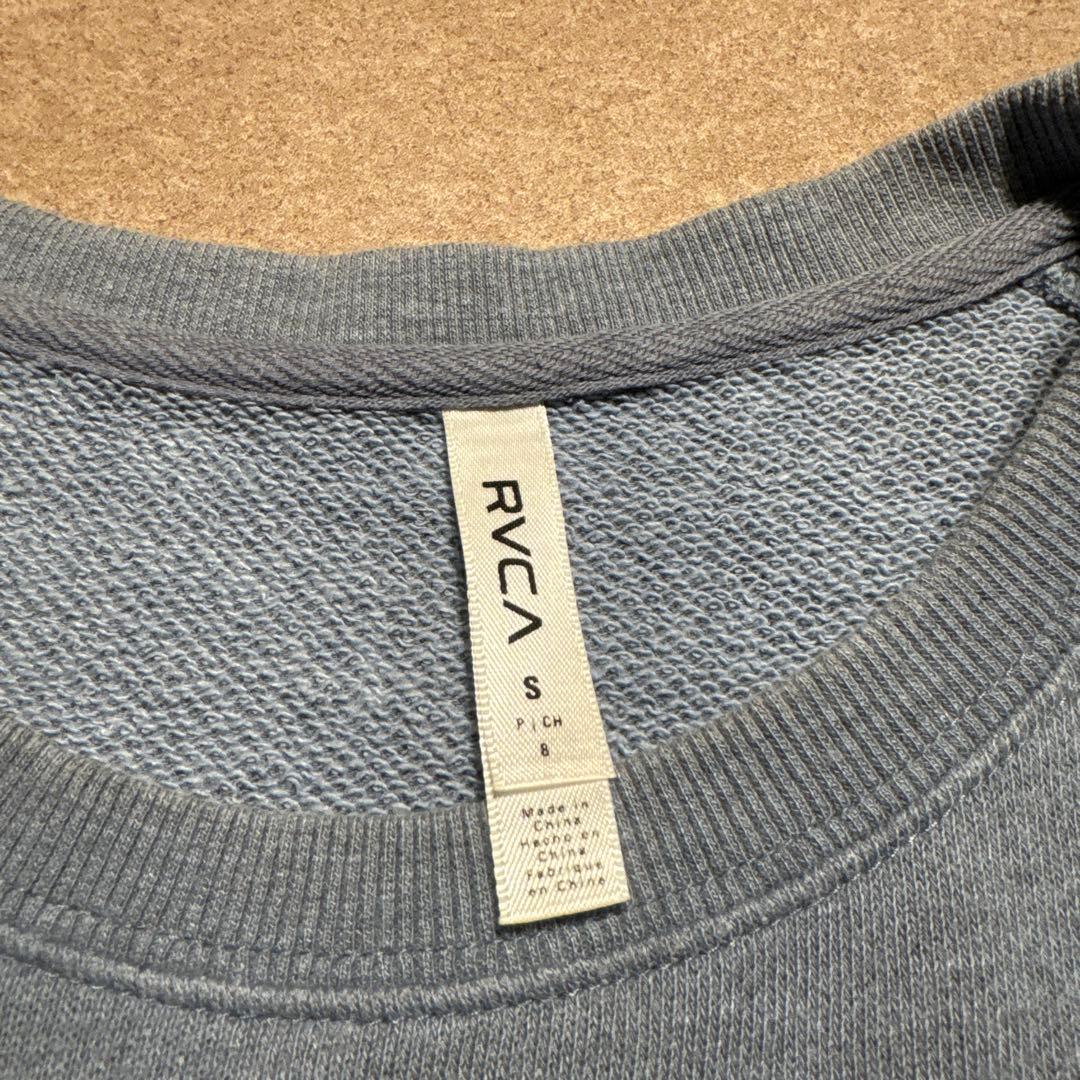 RVCA
S
P | CH
8
Made in
China
Hecho en
China
Fabriqué
en Chine